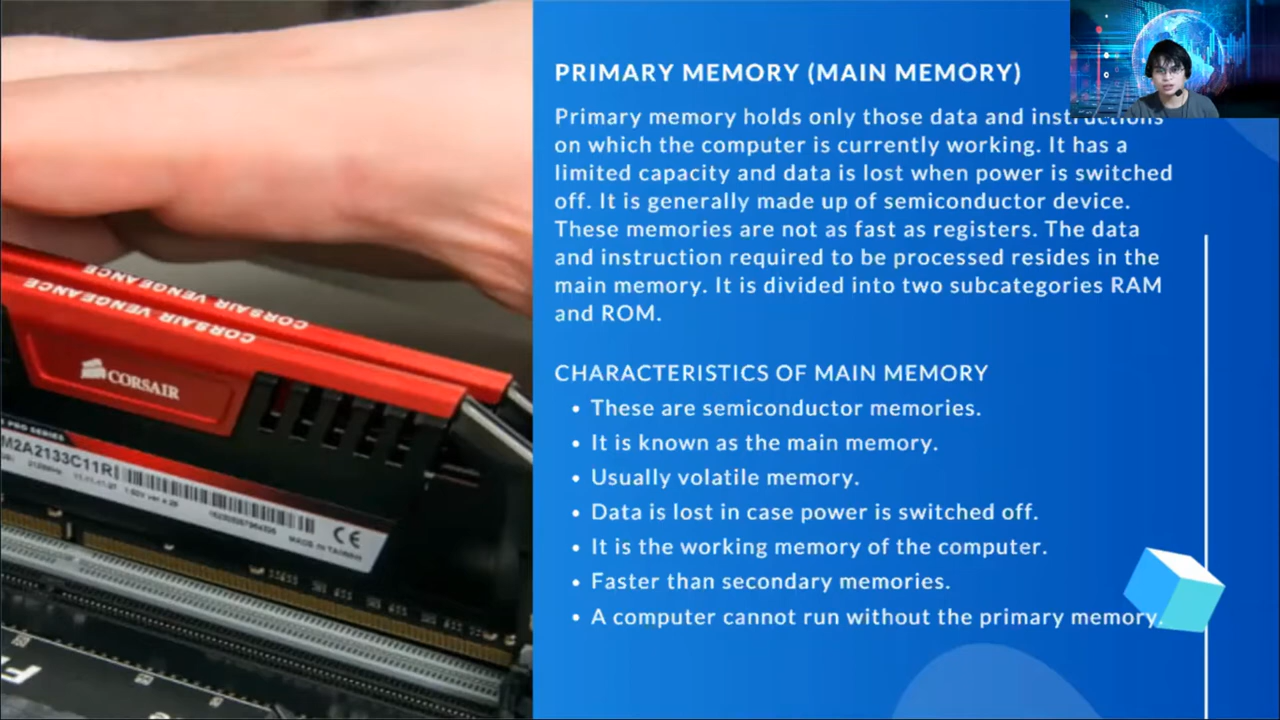 PRIMARY MEMORY (MAIN MEMORY)
Primary memory holds only those data and instructions
on which the computer is currently working. It has a
limited capacity and data is lost when power is switched
off. It is generally made up of semiconductor device.
These memories are not as fast as registers. The data
and instruction required to be processed resides in the
main memory. It is divided into two subcategories RAM
and ROM.
CHARACTERISTICS OF MAIN MEMORY
These are semiconductor memories.
It is known as the main memory.
Usually volatile memory.
Data is lost in case power is switched off.
It is the working memory of the computer.
Faster than secondary memories.
A computer cannot run without the primary memory.
CORSAIR VENGEANCE
CORSAIR VENGEANCE
CORSAIR
PRO SERIES
M2A2133C11R
CE
MADE IN TAIWAN